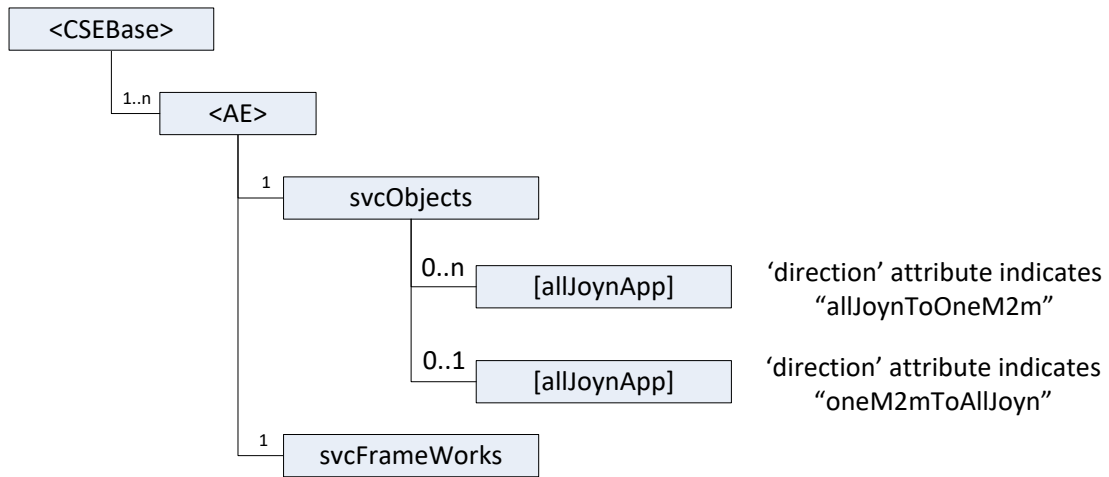 <CSEBase>
1..n
<AE>
1
svcObjects
0..n
[allJoynApp]
‘direction’ attribute indicates
“allJoynToOneM2m”
0..1
[allJoynApp]
‘direction’ attribute indicates
“oneM2mToAllJoyn”
1
svcFrameWorks